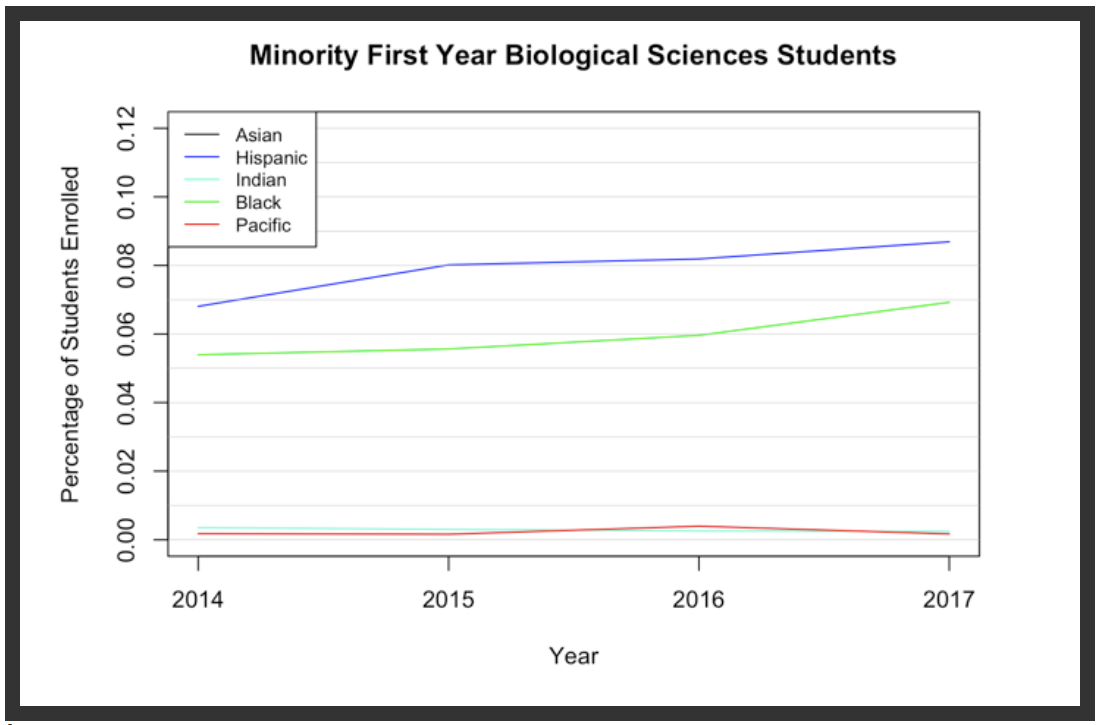 Minority First Year Biological Sciences Students
Asian
Hispanic
Indian
Black
Pacific
Percentage of Students Enrolled
0.12
0.10
0.08
0.06
0.04
0.02
0.00
2014 2015 2016 2017
Year